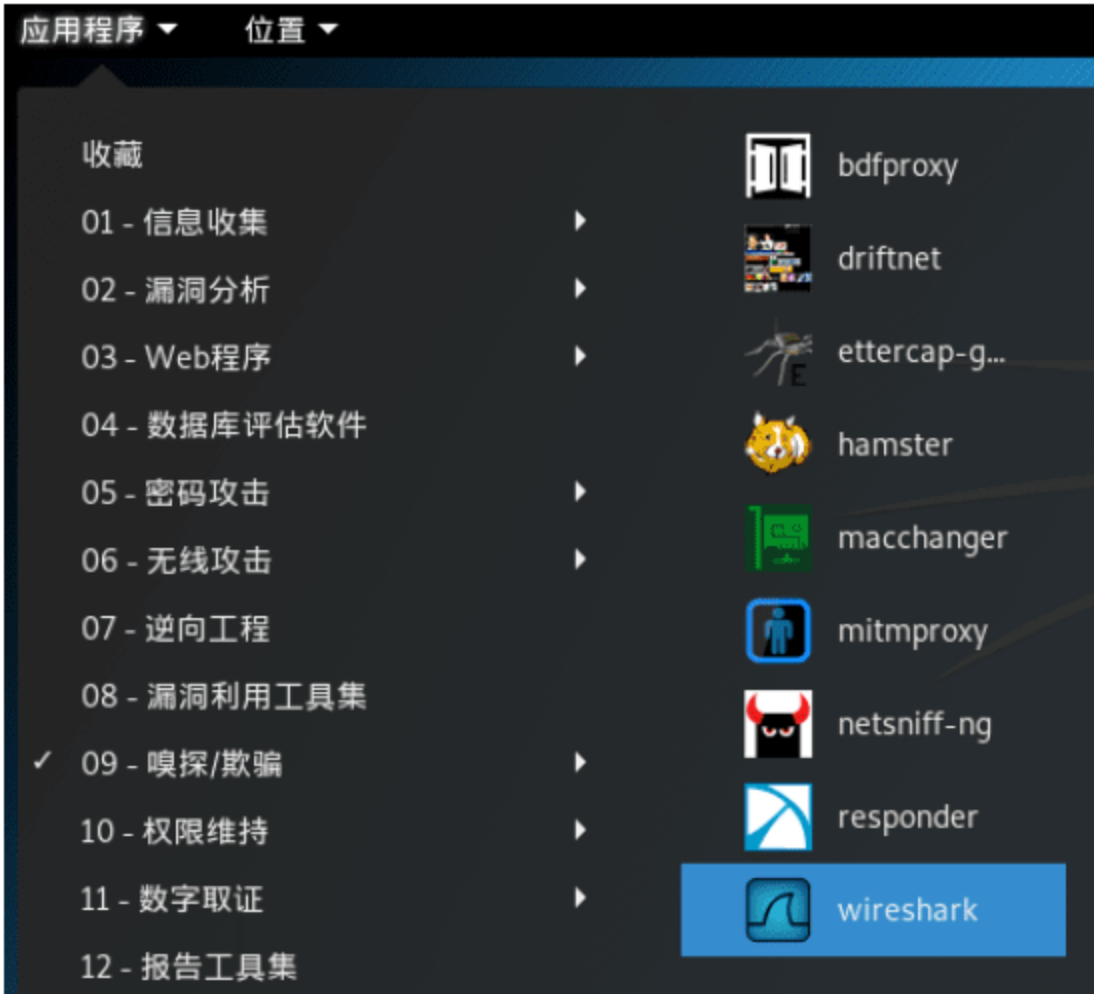 应用程序 位置
收藏
01 - 信息收集
02 - 漏洞分析
03 - Web程序
04 - 数据库评估软件
05 - 密码攻击
06 - 无线攻击
07 - 逆向工程
08 - 漏洞利用工具集
✓ 09 - 嗅探/欺骗
10 - 权限维持
11 - 数字取证
12 - 报告工具集
bdfproxy
driftnet
ettercap-g...
hamster
macchanger
mitmproxy
netsniff-ng
responder
wireshark